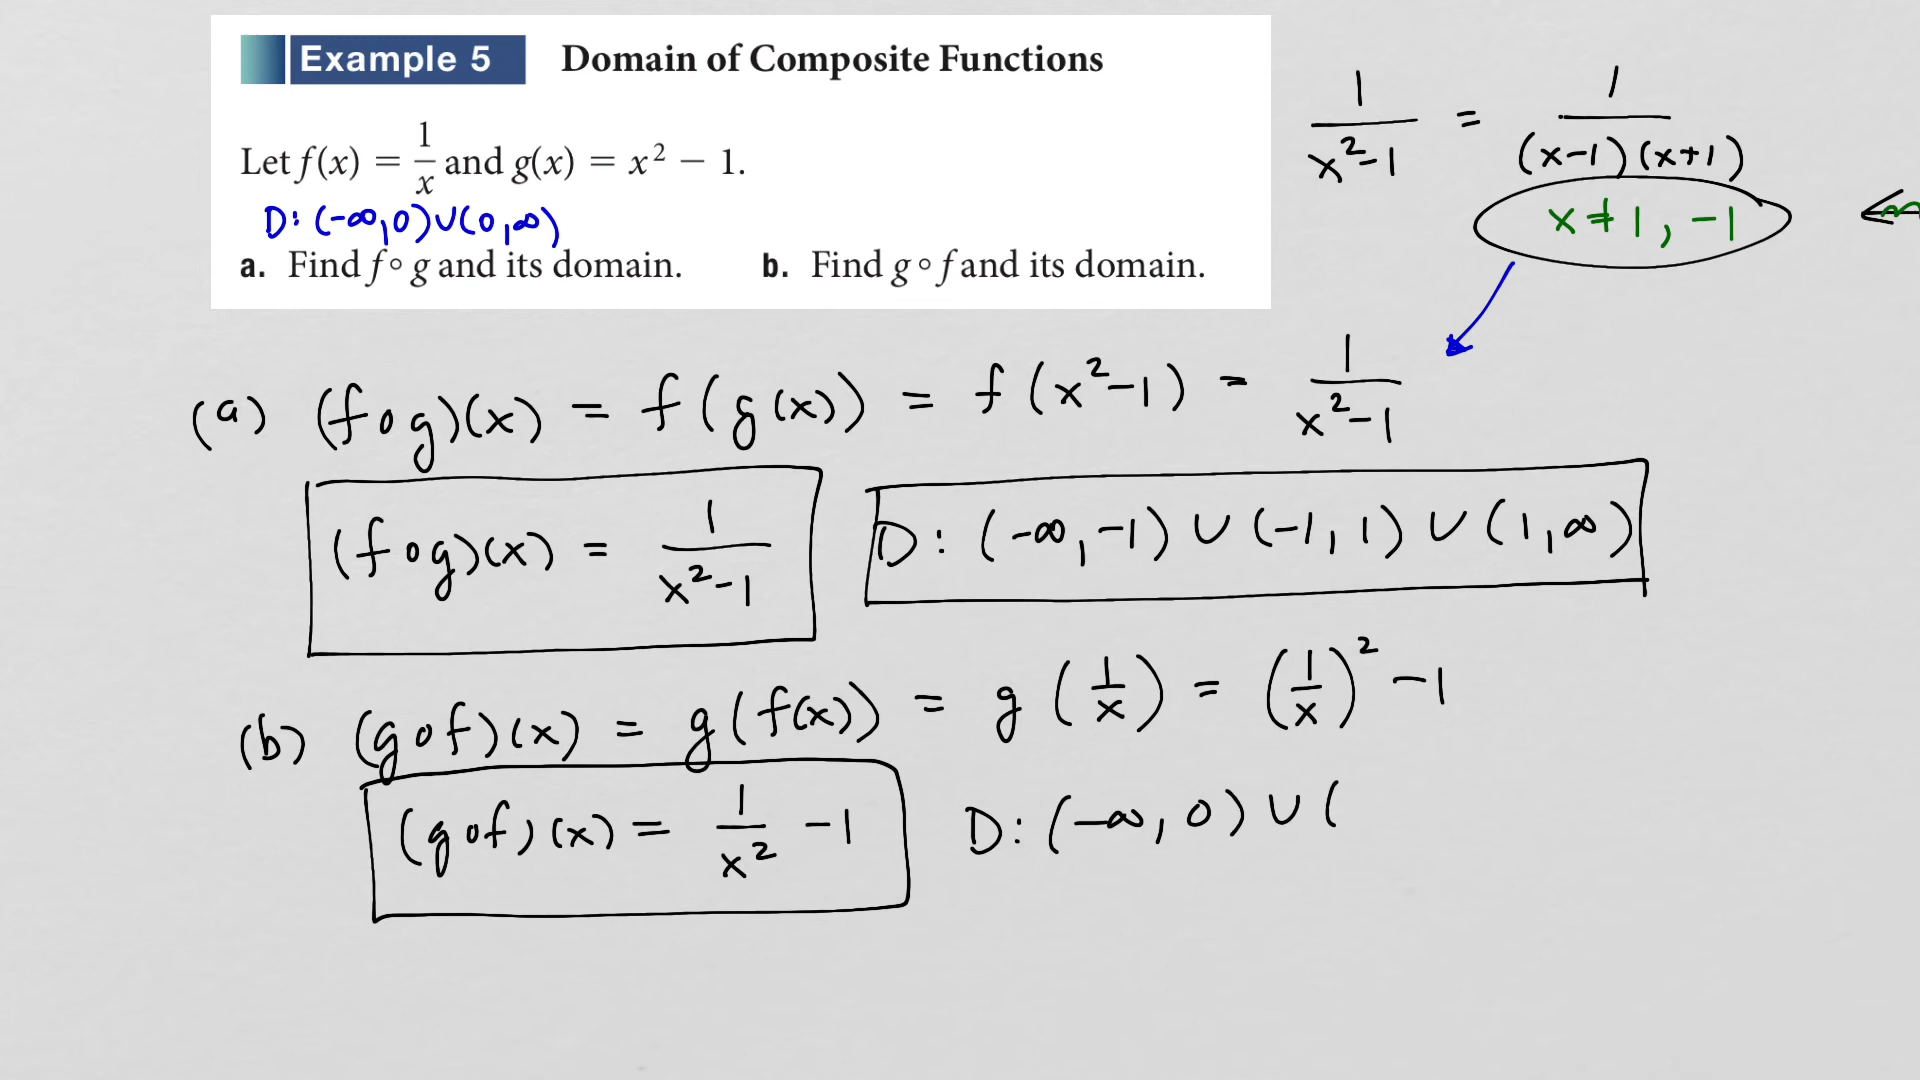 Example 5 Domain of Composite Functions
Let f(x) = 1/x and g(x) = x² − 1.
D: (-∞,0)∪(0,∞)
a. Find f ∘ g and its domain. b. Find g ∘ f and its domain.
1/(x²-1) = 1/((x-1)(x+1))
x≠1, -1
(a) (f∘g)(x) = f(g(x)) = f(x²-1) = 1/(x²-1)
(f∘g)(x) = 1/(x²-1) D: (-∞,-1) ∪ (-1,1) ∪ (1,∞)
(b) (g∘f)(x) = g(f(x)) = g(1/x) = (1/x)² -1
(g∘f)(x) = 1/x² -1 D: (-∞, 0) ∪ (